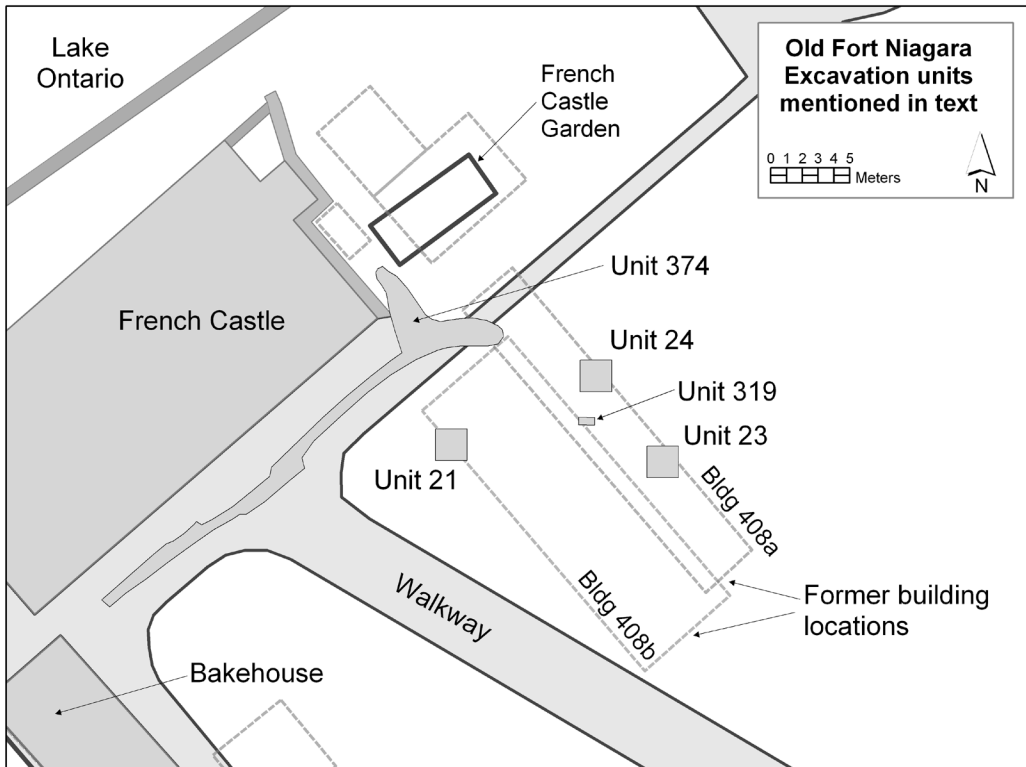 Lake
Ontario
French
Castle
Garden
Old Fort Niagara
Excavation units
mentioned in text
0 1 2 3 4 5
Meters
N
Unit 374
French Castle
Unit 24
Unit 319
Unit 23
Unit 21
Bldg 408a
Bldg 408b
Walkway
Former building
locations
Bakehouse